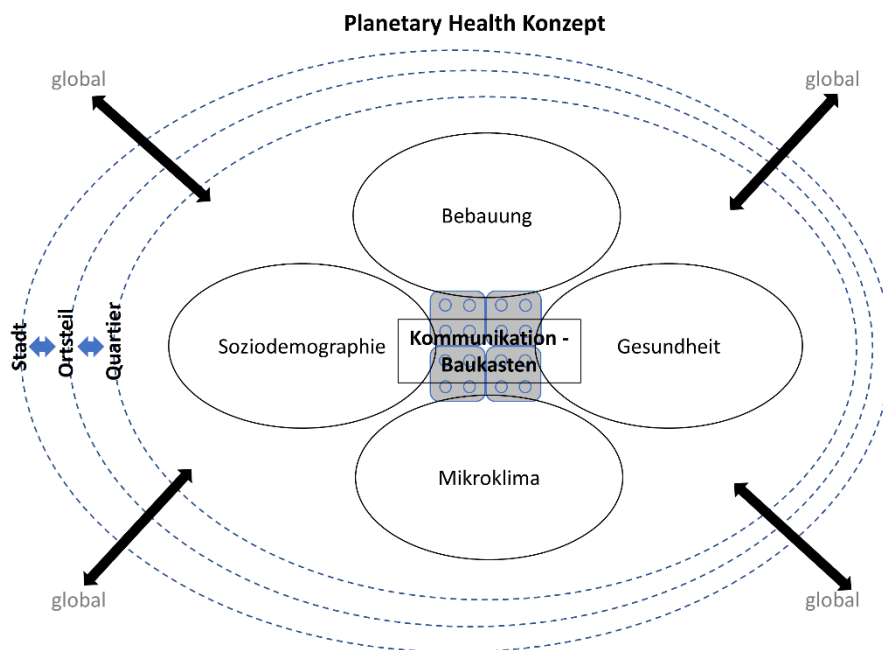 Planetary Health Konzept
global
global
Bebauung
Stadt
Ortsteil
Quartier
Soziodemographie
Kommunikation -
Baukasten
Gesundheit
Mikroklima
global
global